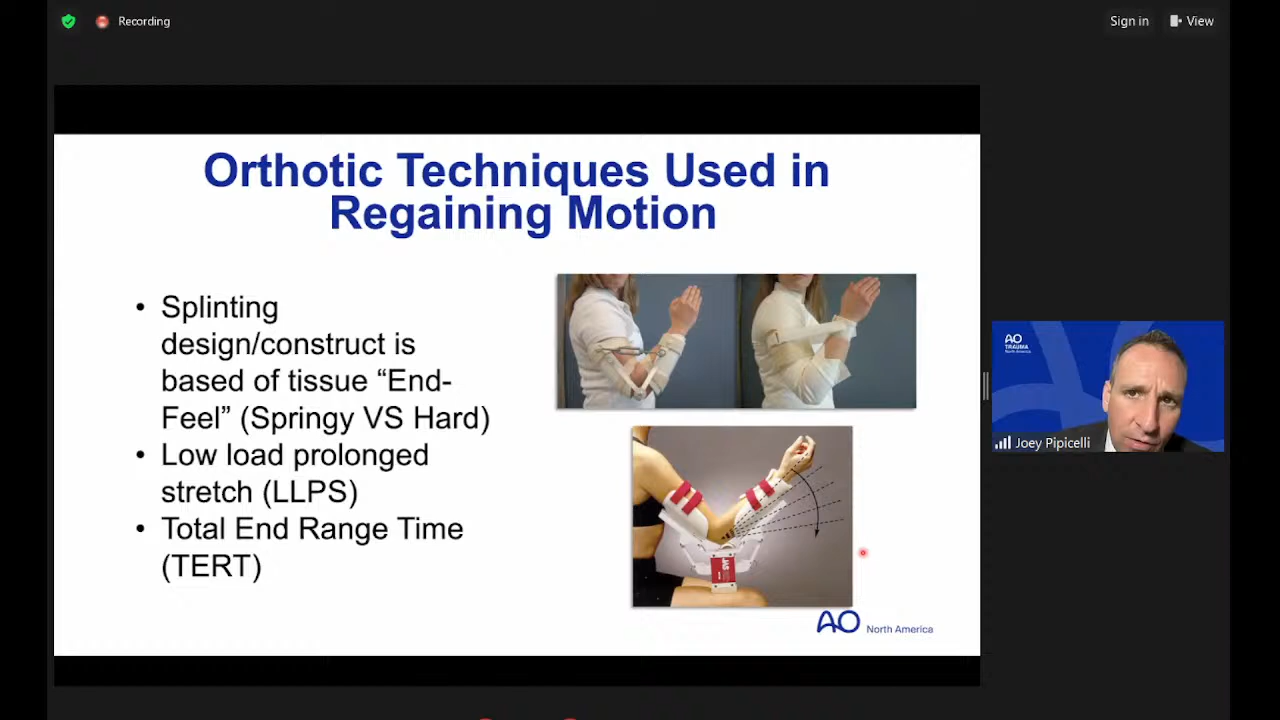 Recording
Sign in
View
Orthotic Techniques Used in
Regaining Motion
• Splinting
design/construct is
based of tissue “End-
Feel” (Springy VS Hard)
• Low load prolonged
stretch (LLPS)
• Total End Range Time
(TERT)
JAS
AO North America
AO
TRAUMA
North America
Joey Pipicelli